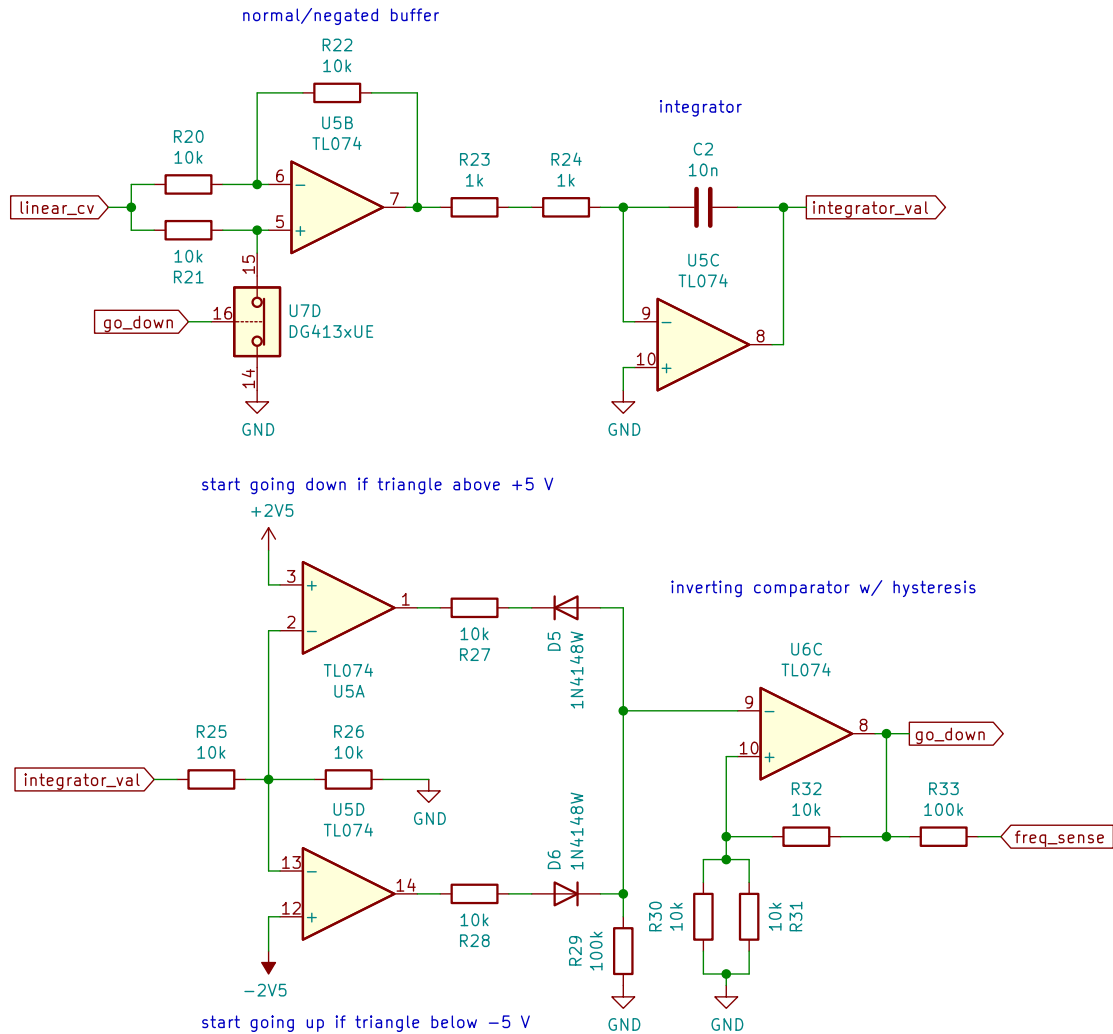 normal/negated buffer
R22
10k
U5B
TL074
integrator
R20
10k
R23
1k
R24
1k
C2
10n
linear_cv
6
−
5
+
7
integrator_val
10k
R21
15
U5C
TL074
go_down
16
U7D
DG413xUE
9
−
10
+
8
14
GND
GND
start going down if triangle above +5 V
+2V5
3
+
2
−
1
10k
R27
D5
1N4148W
TL074
U5A
inverting comparator w/ hysteresis
U6C
TL074
9
−
10
+
8
go_down
R25
10k
R26
10k
integrator_val
U5D
TL074
GND
R32
10k
R33
100k
freq_sense
13
−
12
+
14
10k
R28
D6
1N4148W
R29
100k
R30
10k
10k
R31
−2V5
GND
GND
start going up if triangle below −5 V